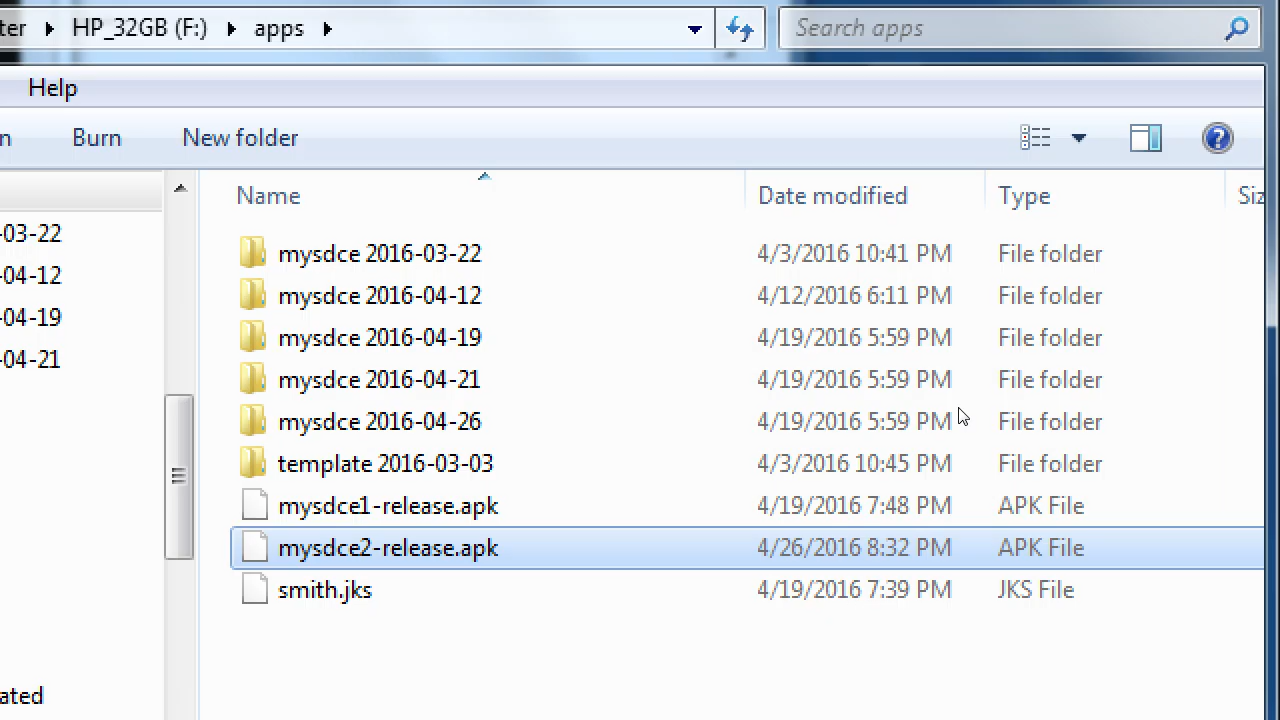 ter HP_32GB (F:) apps Search apps
Help
n Burn New folder
Name Date modified Type Siz
-03-22
-04-12
-04-19
-04-21
mysdce 2016-03-22 4/3/2016 10:41 PM File folder
mysdce 2016-04-12 4/12/2016 6:11 PM File folder
mysdce 2016-04-19 4/19/2016 5:59 PM File folder
mysdce 2016-04-21 4/19/2016 5:59 PM File folder
mysdce 2016-04-26 4/19/2016 5:59 PM File folder
template 2016-03-03 4/3/2016 10:45 PM File folder
mysdce1-release.apk 4/19/2016 7:48 PM APK File
mysdce2-release.apk 4/26/2016 8:32 PM APK File
smith.jks 4/19/2016 7:39 PM JKS File
ated